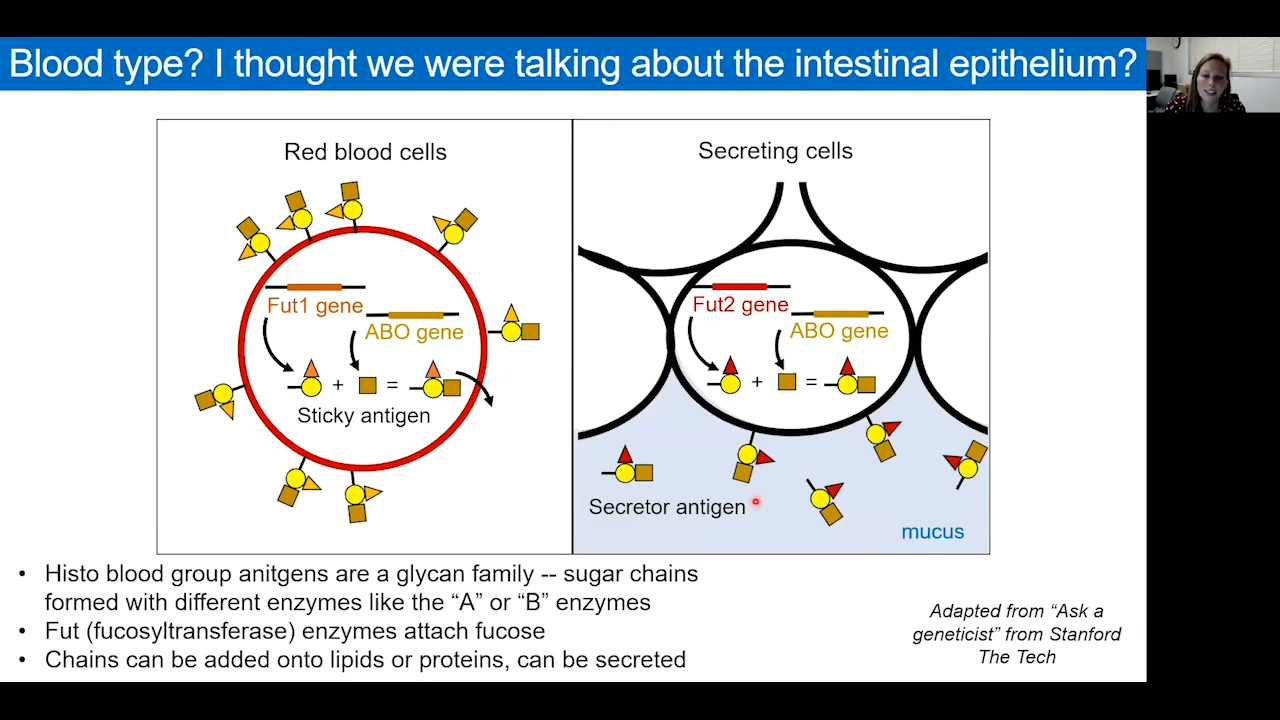 Blood type? I thought we were talking about the intestinal epithelium?
Red blood cells
Fut1 gene
ABO gene
+
=
Sticky antigen
Secreting cells
Fut2 gene
ABO gene
+
=
Secretor antigen
mucus
• Histo blood group anitgens are a glycan family -- sugar chains
formed with different enzymes like the “A” or “B” enzymes
• Fut (fucosyltransferase) enzymes attach fucose
• Chains can be added onto lipids or proteins, can be secreted
Adapted from “Ask a
geneticist” from Stanford
The Tech